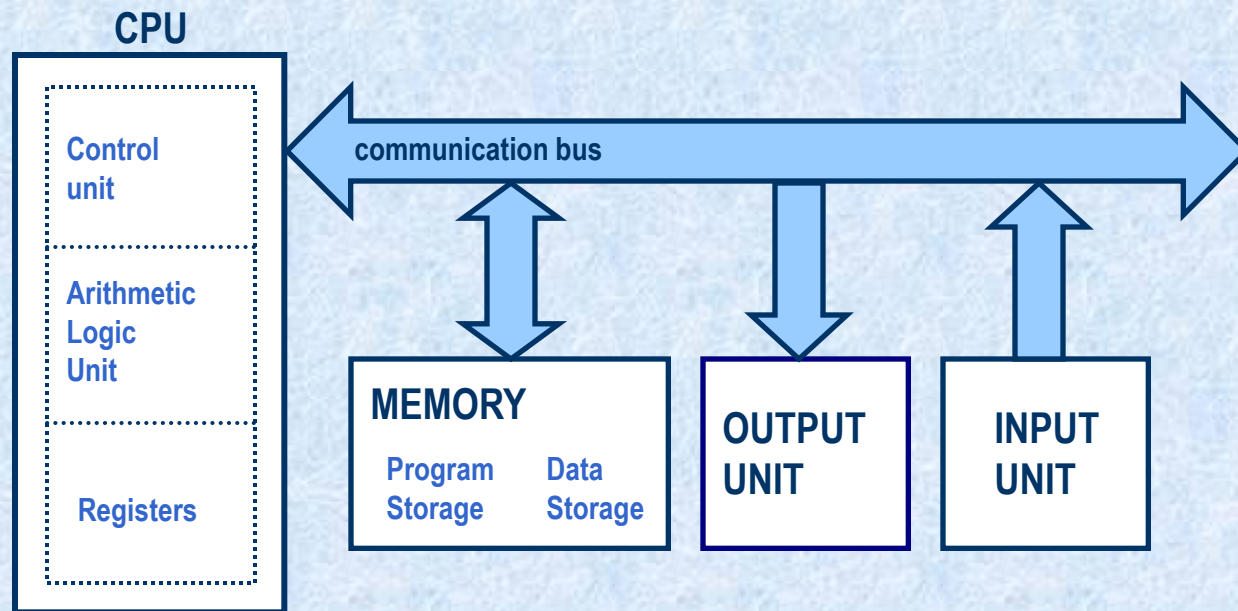 CPU
Control
unit
Arithmetic
Logic
Unit
Registers
communication bus
MEMORY
Program
Storage
Data
Storage
OUTPUT
UNIT
INPUT
UNIT